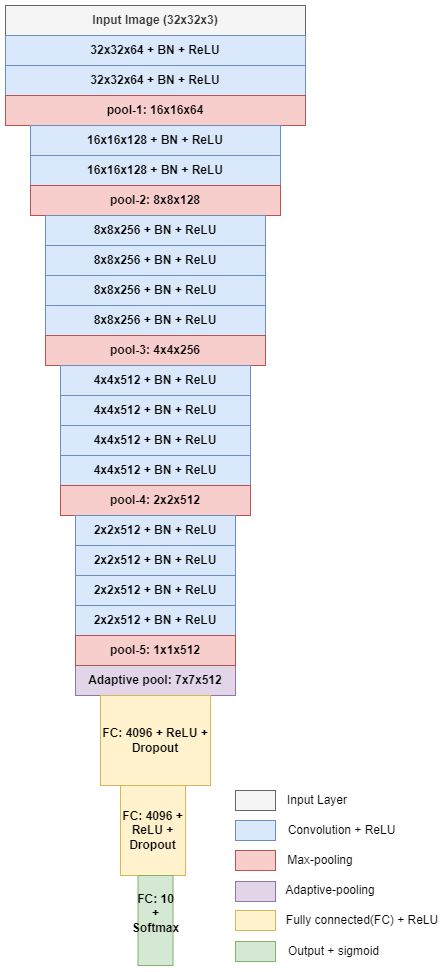 Input Image (32x32x3)
32x32x64 + BN + ReLU
32x32x64 + BN + ReLU
pool-1: 16x16x64
16x16x128 + BN + ReLU
16x16x128 + BN + ReLU
pool-2: 8x8x128
8x8x256 + BN + ReLU
8x8x256 + BN + ReLU
8x8x256 + BN + ReLU
8x8x256 + BN + ReLU
pool-3: 4x4x256
4x4x512 + BN + ReLU
4x4x512 + BN + ReLU
4x4x512 + BN + ReLU
4x4x512 + BN + ReLU
pool-4: 2x2x512
2x2x512 + BN + ReLU
2x2x512 + BN + ReLU
2x2x512 + BN + ReLU
2x2x512 + BN + ReLU
pool-5: 1x1x512
Adaptive pool: 7x7x512
FC: 4096 + ReLU +
Dropout
FC: 4096 +
ReLU +
Dropout
FC: 10
+
Softmax
Input Layer
Convolution + ReLU
Max-pooling
Adaptive-pooling
Fully connected(FC) + ReLU
Output + sigmoid